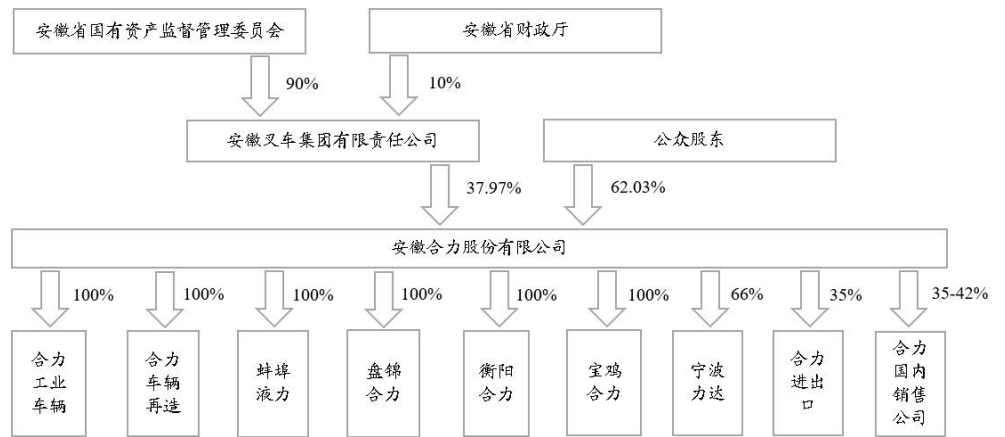 安徽省国有资产监督管理委员会
安徽省财政厅
90%
10%
安徽叉车集团有限责任公司
公众股东
37.97%
62.03%
安徽合力股份有限公司
100%
100%
100%
100%
100%
100%
66%
35%
35-42%
合力
工业
车辆
合力
车辆
再造
蚌埠
液力
盘锦
合力
衡阳
合力
宝鸡
合力
宁波
力达
合力
进出
口
合力
国内
销售
公司